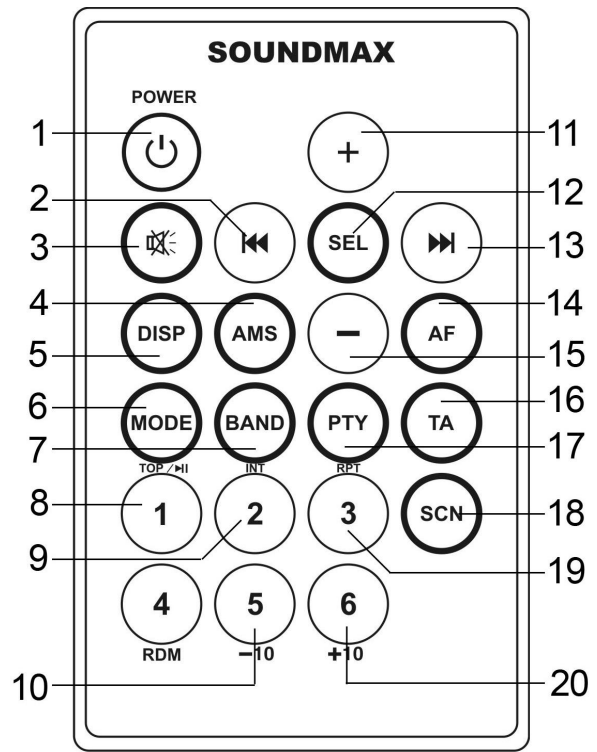 SOUNDMAX
POWER
1
+
11
2
12
3
SEL
13
4
14
DISP
AMS
−
AF
5
15
6
16
MODE
BAND
PTY
TA
7
17
TOP / ⏯
INT
RPT
8
1
2
3
SCN
18
9
19
4
5
6
RDM
−10
+10
10
20